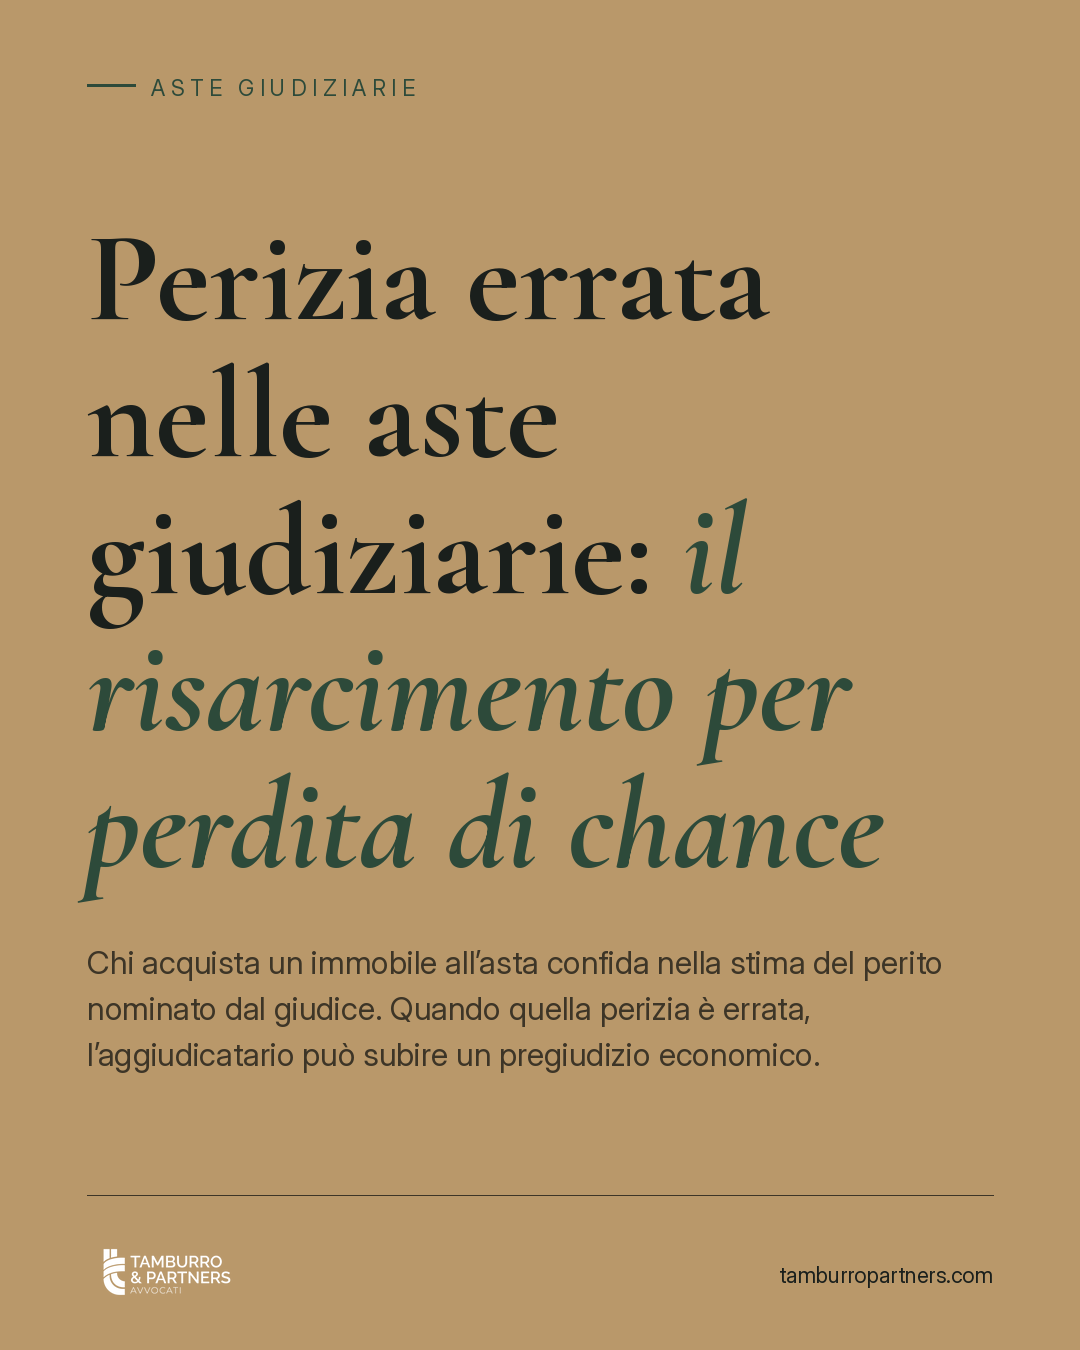 ASTE GIUDIZIARIE
Perizia errata
nelle aste
giudiziarie: il
risarcimento per
perdita di chance
Chi acquista un immobile all’asta confida nella stima del perito
nominato dal giudice. Quando quella perizia è errata,
l’aggiudicatario può subire un pregiudizio economico.
TAMBURRO
& PARTNERS
AVVOCATI
tamburropartners.com